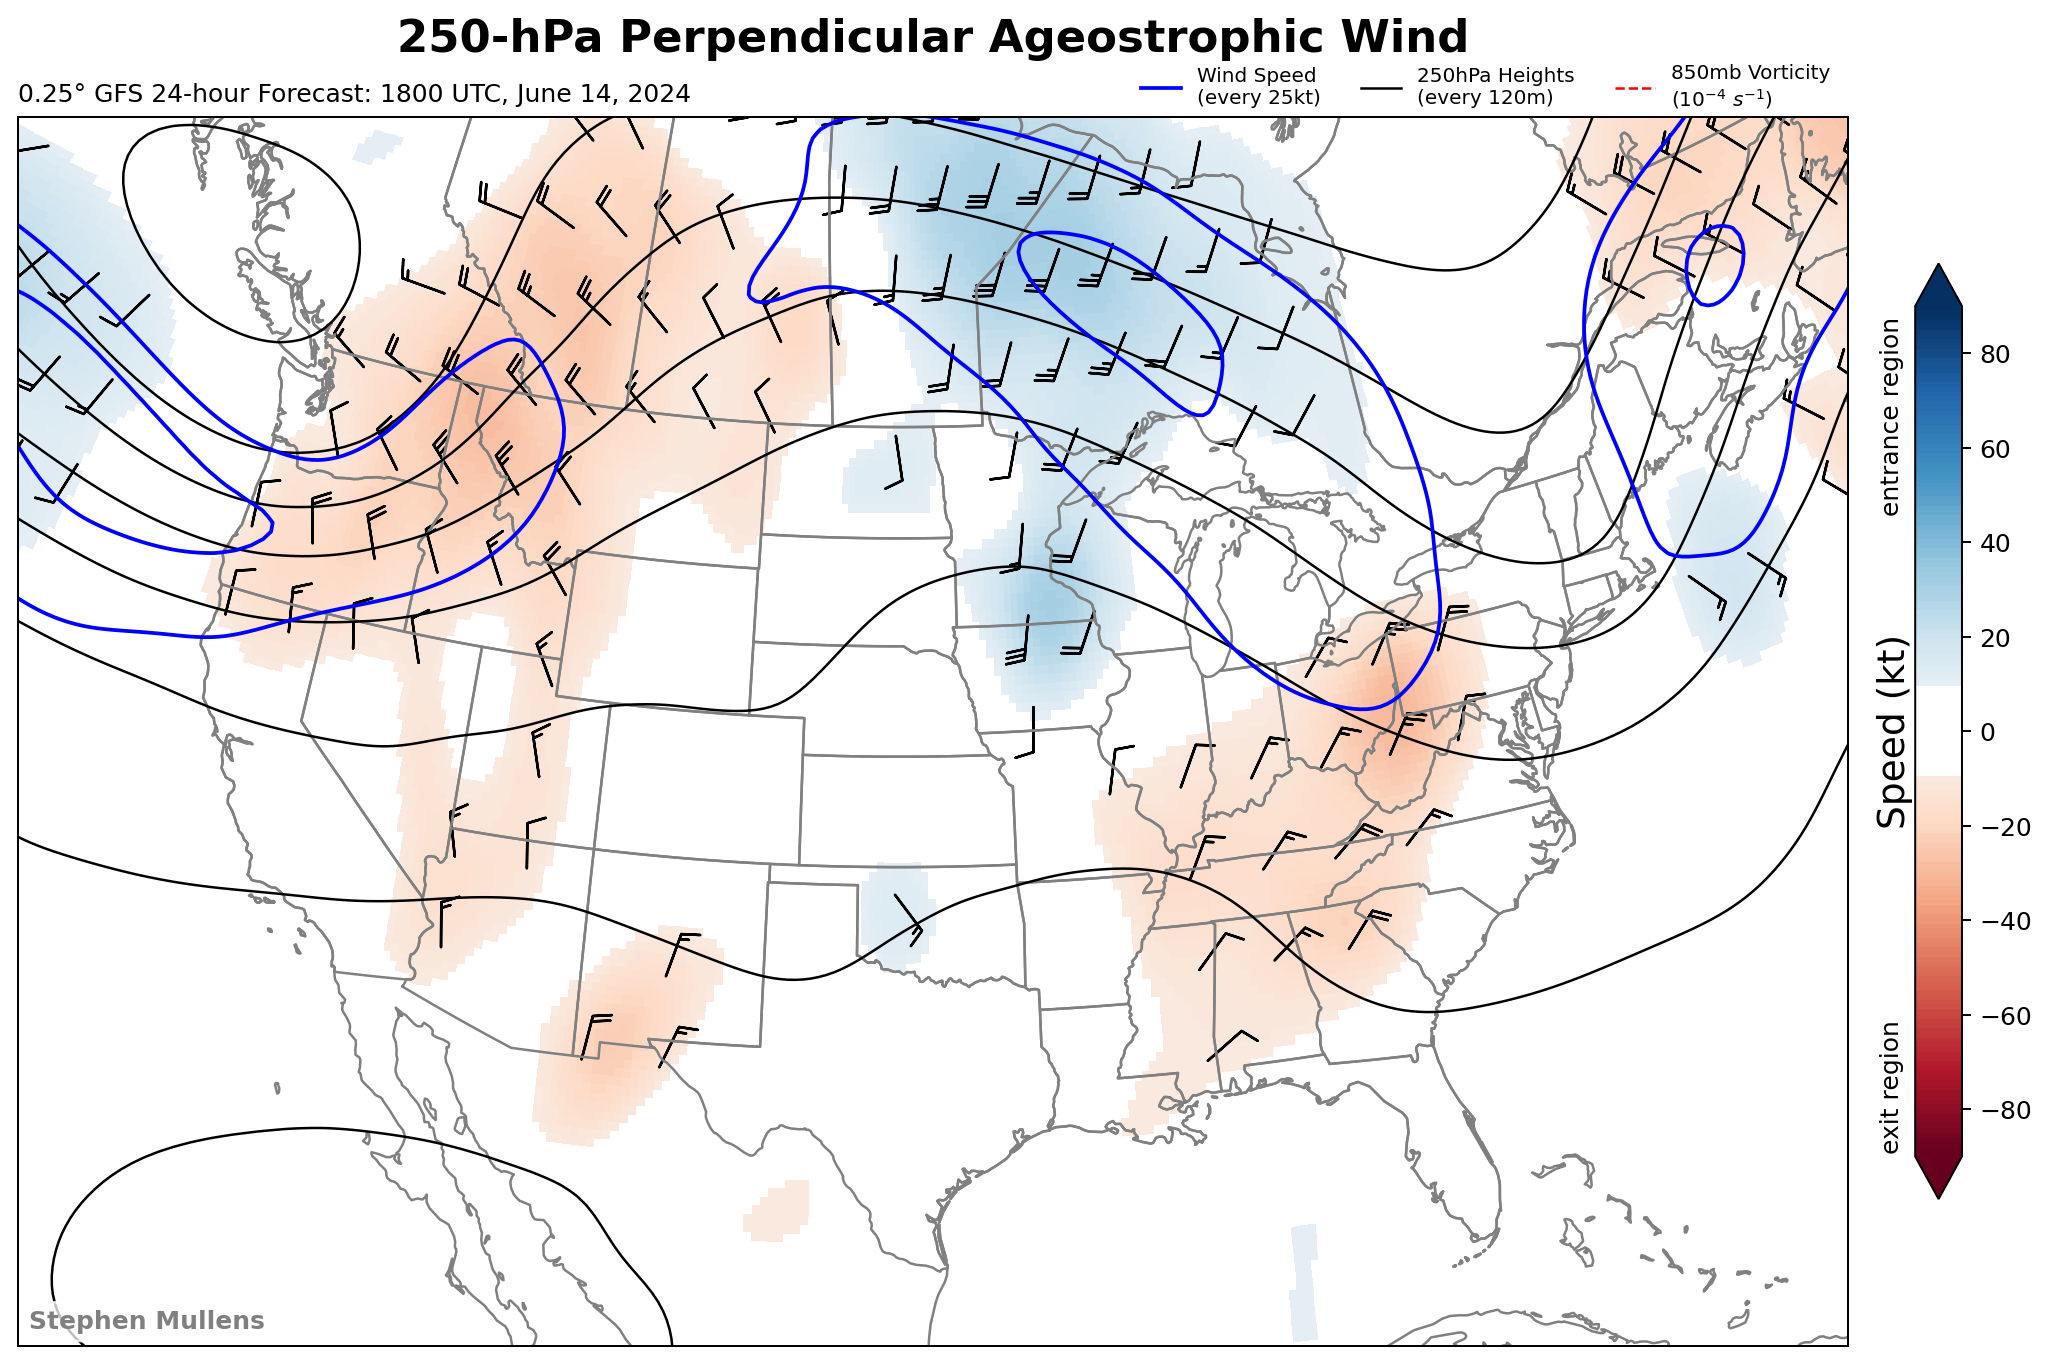 250-hPa Perpendicular Ageostrophic Wind
0.25° GFS 24-hour Forecast: 1800 UTC, June 14, 2024
Wind Speed
(every 25kt)
250hPa Heights
(every 120m)
850mb Vorticity
(10⁻⁴ s⁻¹)
entrance region
exit region
Speed (kt)
80
60
40
20
0
−20
−40
−60
−80
Stephen Mullens